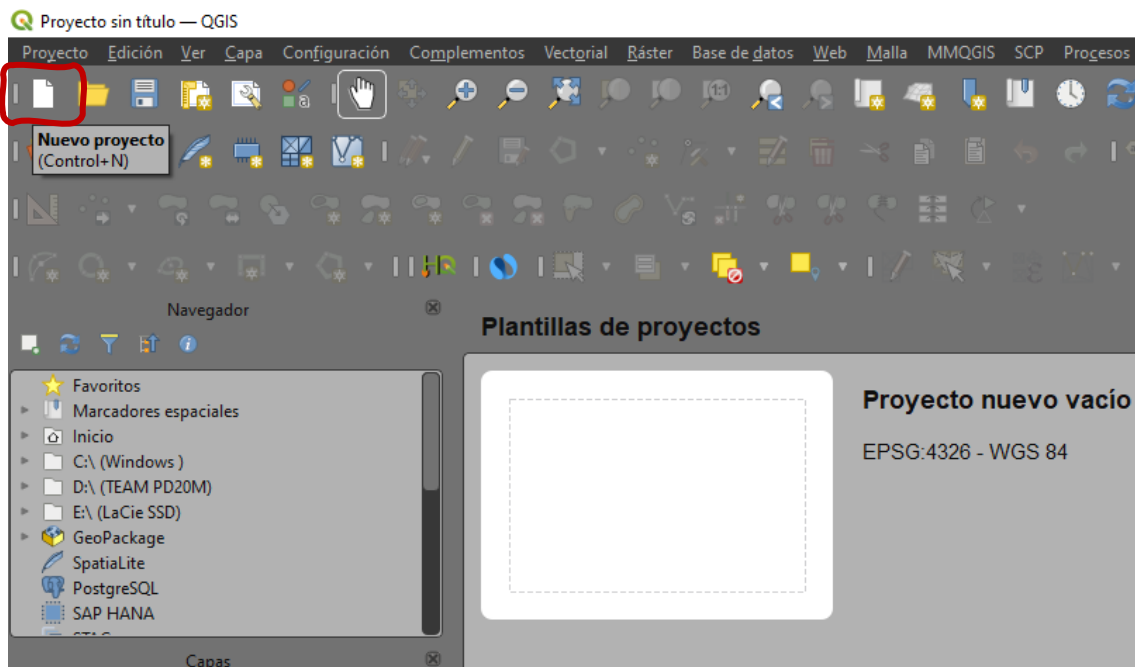 Proyecto sin título — QGIS
Proyecto Edición Ver Capa Configuración Complementos Vectorial Ráster Base de datos Web Malla MMQGIS SCP Procesos
Nuevo proyecto
(Control+N)
Navegador
Favoritos
Marcadores espaciales
Inicio
C:\ (Windows )
D:\ (TEAM PD20M)
E:\ (LaCie SSD)
GeoPackage
SpatiaLite
PostgreSQL
SAP HANA
Capas
Plantillas de proyectos
Proyecto nuevo vacío
EPSG:4326 - WGS 84